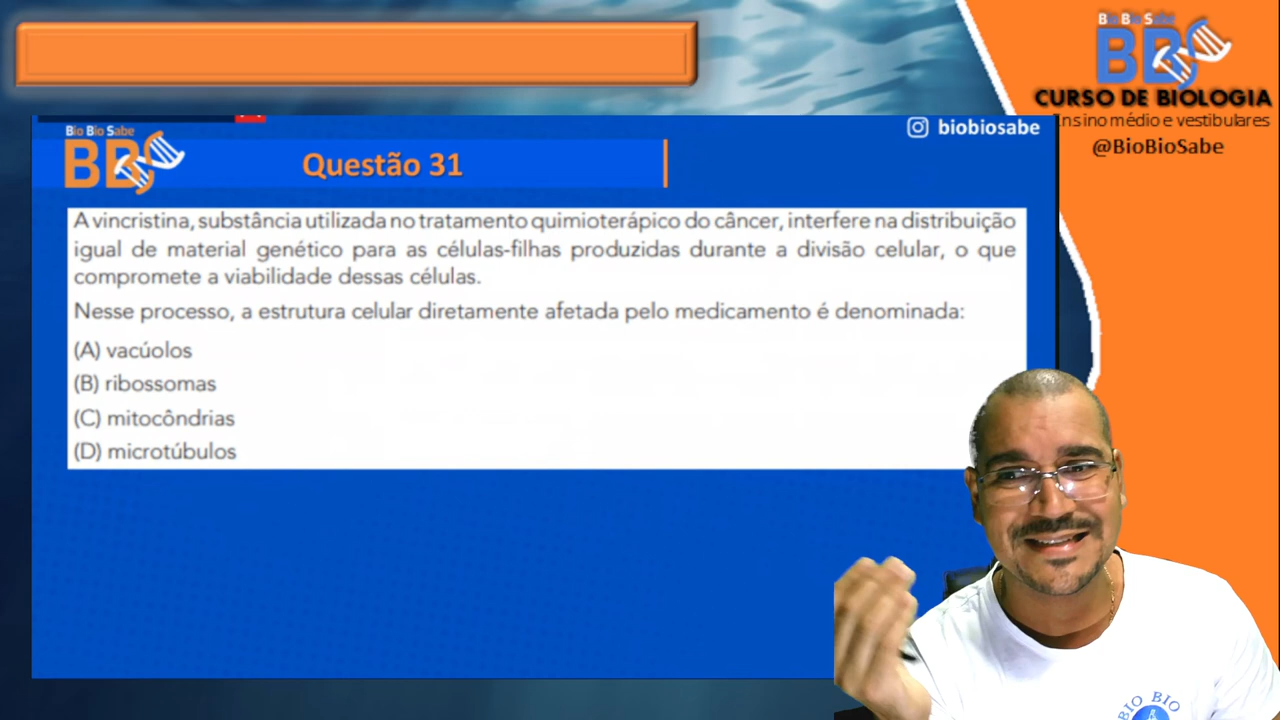 Bio Bio Sabe
BBS
CURSO DE BIOLOGIA
Ensino médio e vestibulares
@BioBioSabe
Bio Bio Sabe
BBS
Questão 31
biobiosabe
A vincristina, substância utilizada no tratamento quimioterápico do câncer, interfere na distribuição
igual de material genético para as células-filhas produzidas durante a divisão celular, o que
compromete a viabilidade dessas células.
Nesse processo, a estrutura celular diretamente afetada pelo medicamento é denominada:
(A) vacúolos
(B) ribossomas
(C) mitocôndrias
(D) microtúbulos
BIO BIO